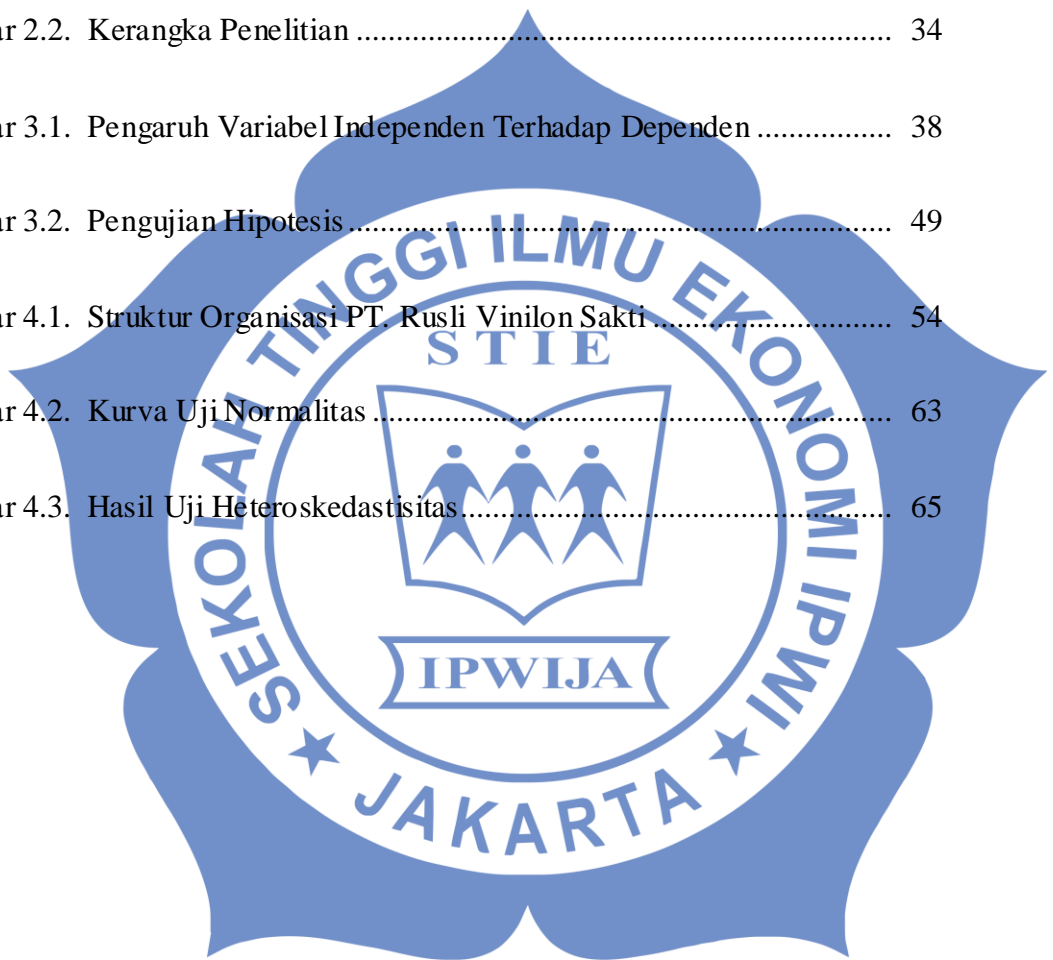 ar 2.2. Kerangka Penelitian .................................................................... 34
ar 3.1. Pengaruh Variabel Independen Terhadap Dependen ................. 38
ar 3.2. Pengujian Hipotesis..................................................................... 49
ar 4.1. Struktur Organisasi PT. Rusli Vinilon Sakti .............................. 54
ar 4.2. Kurva Uji Normalitas .................................................................. 63
ar 4.3. Hasil Uji Heteroskedastisitas....................................................... 65
SEKOLAH TINGGI ILMU EKONOMI IPWI
STIE
IPWIJA
★ JAKARTA ★